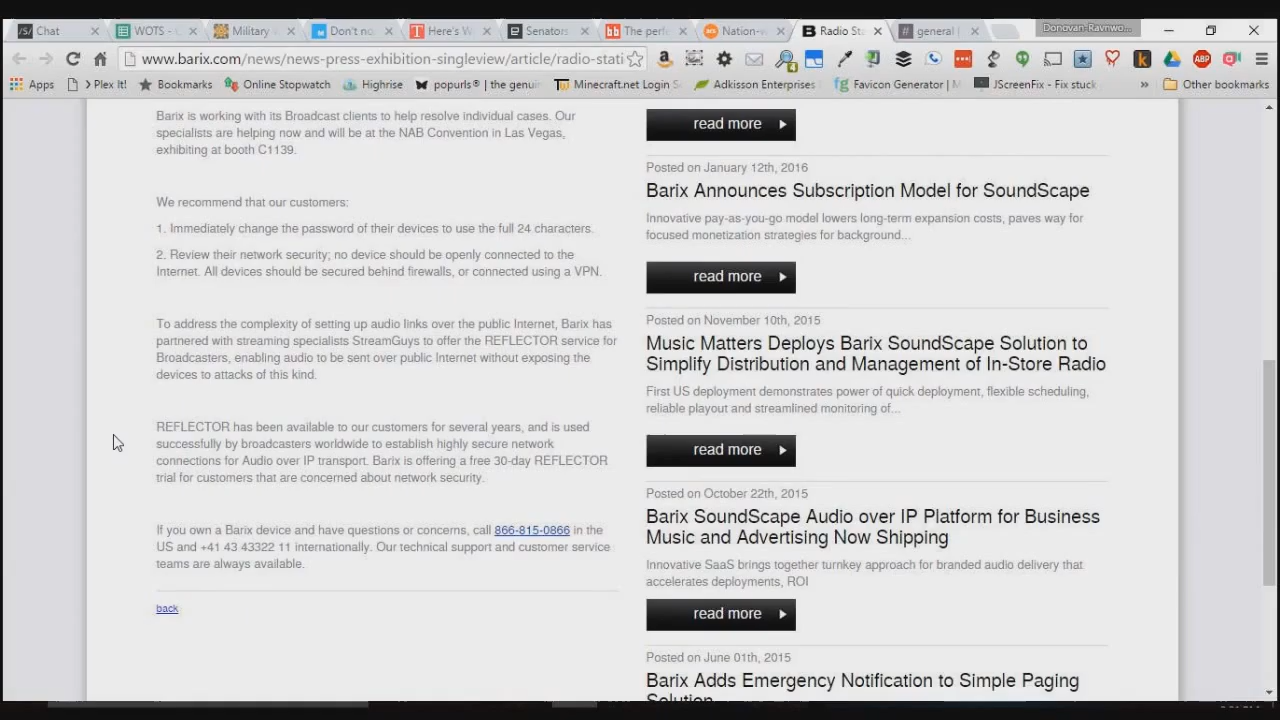 Chat
WOTS - C
Military
Don't no
Here's W
Senators
The perfe
Nation-w
Radio Sta
general |
Donovan-Ravnwo...
www.barix.com/news/news-press-exhibition-singleview/article/radio-stati
Apps
> Plex It!
Bookmarks
Online Stopwatch
Highrise
popurls® | the genuin
Minecraft.net Login S
Adkisson Enterprises
Favicon Generator |
JScreenFix - Fix stuck
»
Other bookmarks
Barix is working with its Broadcast clients to help resolve individual cases. Our
specialists are helping now and will be at the NAB Convention in Las Vegas,
exhibiting at booth C1139.
We recommend that our customers:
1. Immediately change the password of their devices to use the full 24 characters.
2. Review their network security; no device should be openly connected to the
Internet. All devices should be secured behind firewalls, or connected using a VPN.
To address the complexity of setting up audio links over the public Internet, Barix has
partnered with streaming specialists StreamGuys to offer the REFLECTOR service for
Broadcasters, enabling audio to be sent over public Internet without exposing the
devices to attacks of this kind.
REFLECTOR has been available to our customers for several years, and is used
successfully by broadcasters worldwide to establish highly secure network
connections for Audio over IP transport. Barix is offering a free 30-day REFLECTOR
trial for customers that are concerned about network security.
If you own a Barix device and have questions or concerns, call 866-815-0866 in the
US and +41 43 43322 11 internationally. Our technical support and customer service
teams are always available.
back
read more
Posted on January 12th, 2016
Barix Announces Subscription Model for SoundScape
Innovative pay-as-you-go model lowers long-term expansion costs, paves way for
focused monetization strategies for background...
read more
Posted on November 10th, 2015
Music Matters Deploys Barix SoundScape Solution to
Simplify Distribution and Management of In-Store Radio
First US deployment demonstrates power of quick deployment, flexible scheduling,
reliable playout and streamlined monitoring of...
read more
Posted on October 22th, 2015
Barix SoundScape Audio over IP Platform for Business
Music and Advertising Now Shipping
Innovative SaaS brings together turnkey approach for branded audio delivery that
accelerates deployments, ROI
read more
Posted on June 01th, 2015
Barix Adds Emergency Notification to Simple Paging
Solution